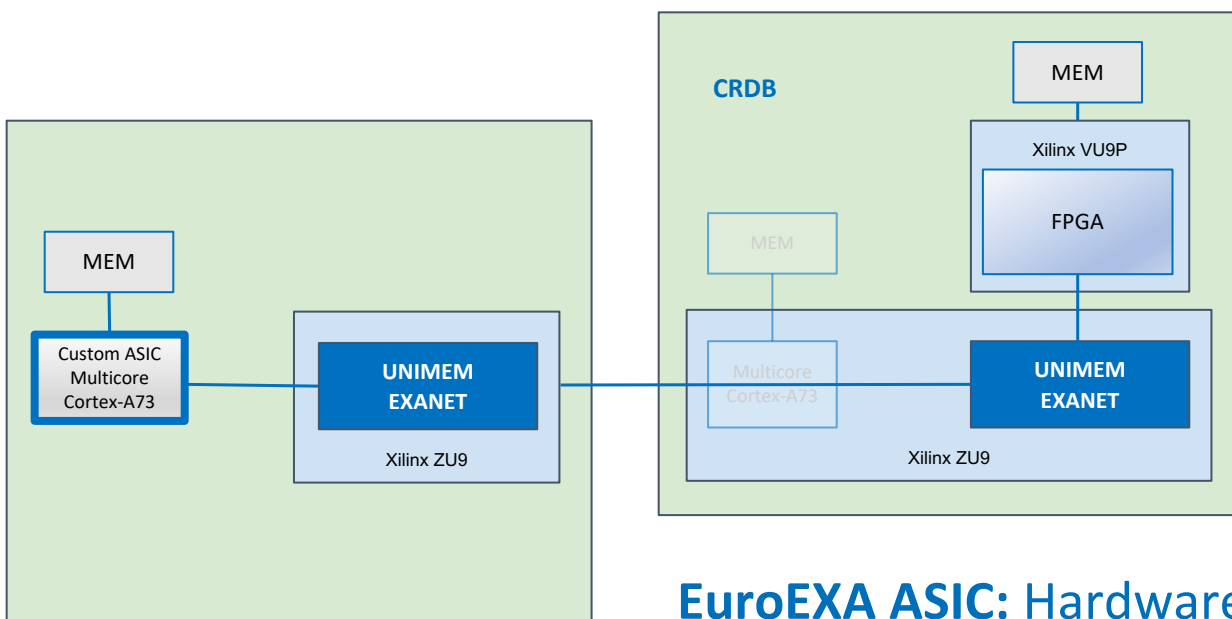 MEM
Custom ASIC
Multicore
Cortex-A73
UNIMEM
EXANET
Xilinx ZU9
CRDB
MEM
Xilinx VU9P
FPGA
MEM
Multicore
Cortex-A73
UNIMEM
EXANET
Xilinx ZU9
EuroEXA ASIC: Hardware